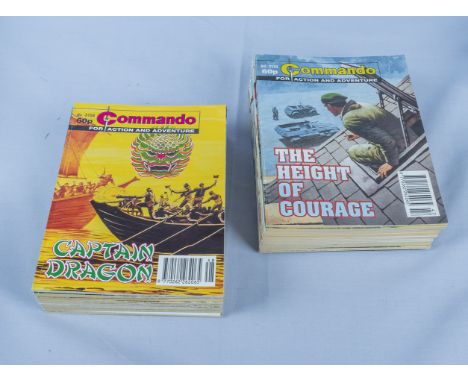 60p
Commando
FOR ACTION AND ADVENTURE
CAPTAIN
DRAGON
60p
Commando
FOR ACTION AND ADVENTURE
THE
HEIGHT
OF
COURAGE